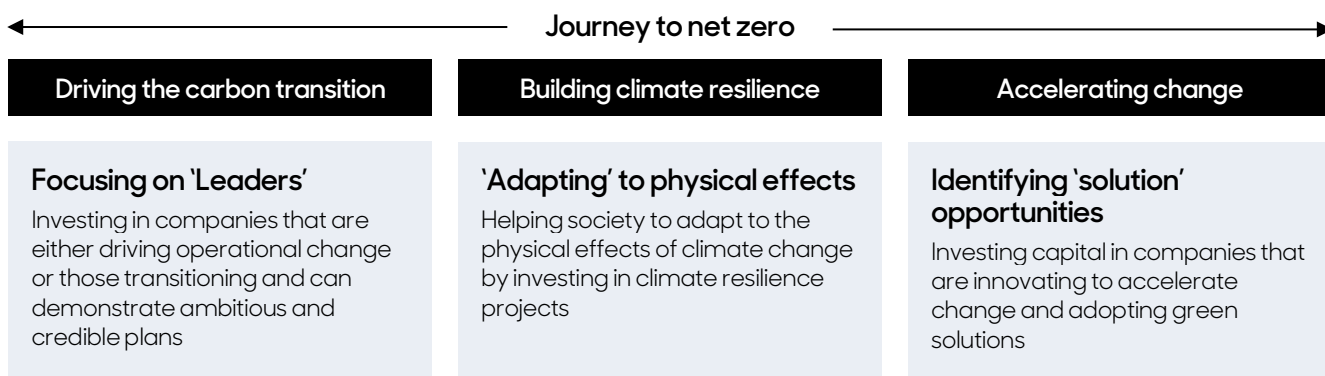 Journey to net zero
Driving the carbon transition
Building climate resilience
Accelerating change
Focusing on ‘Leaders’
Investing in companies that are
either driving operational change
or those transitioning and can
demonstrate ambitious and
credible plans
‘Adapting’ to physical effects
Helping society to adapt to the
physical effects of climate change
by investing in climate resilience
projects
Identifying ‘solution’
opportunities
Investing capital in companies that
are innovating to accelerate
change and adopting green
solutions